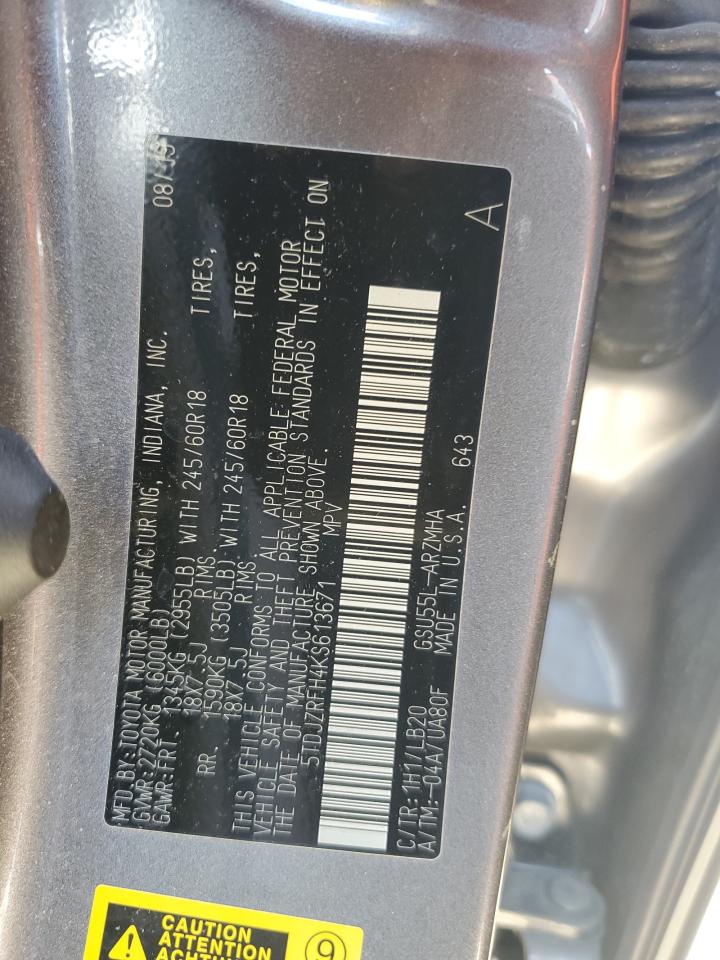 MFD.BY:TOYOTA MOTOR MANUFACTURING, INDIANA, INC. 08/
GVWR:2720KG (6000LB)
GAWR:FRT. 1345KG (2955LB) WITH 245/60R18 TIRES,
18X7.5J RIMS,
RR. 1590KG (3505LB) WITH 245/60R18 TIRES,
18X7.5J RIMS.
THIS VEHICLE CONFORMS TO ALL APPLICABLE FEDERAL MOTOR
VEHICLE SAFETY AND THEFT PREVENTION STANDARDS IN EFFECT ON
THE DATE OF MANUFACTURE SHOWN ABOVE.
5TDJZRFH4KS613671 MPV
C/TR:1H1/LB20 GSU55L-ARZMHA 643 A
A/TM:-04A/UA80F MADE IN U.S.A.
CAUTION
ATTENTION
9